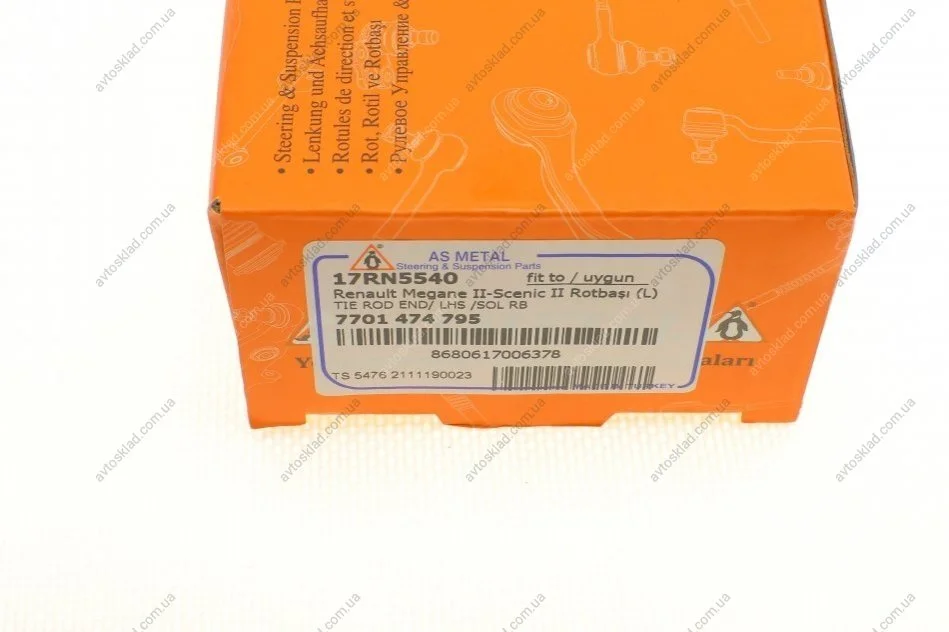 • Steering & Suspension
• Lenkung und Achsaufha
• Rotules de direction et s
• Rot, Rotil ve Rotbaşı
• Рулевое Управление &
AS METAL
Steering & Suspension Parts
17RN5540 fit to / uygun
Renault Megane II-Scenic II Rotbaşı (L)
TIE ROD END/ LHS /SOL RB
7701 474 795
8680617006378
TS 5476 2111190023
MADE IN TURKEY
aları
avtosklad.com.ua